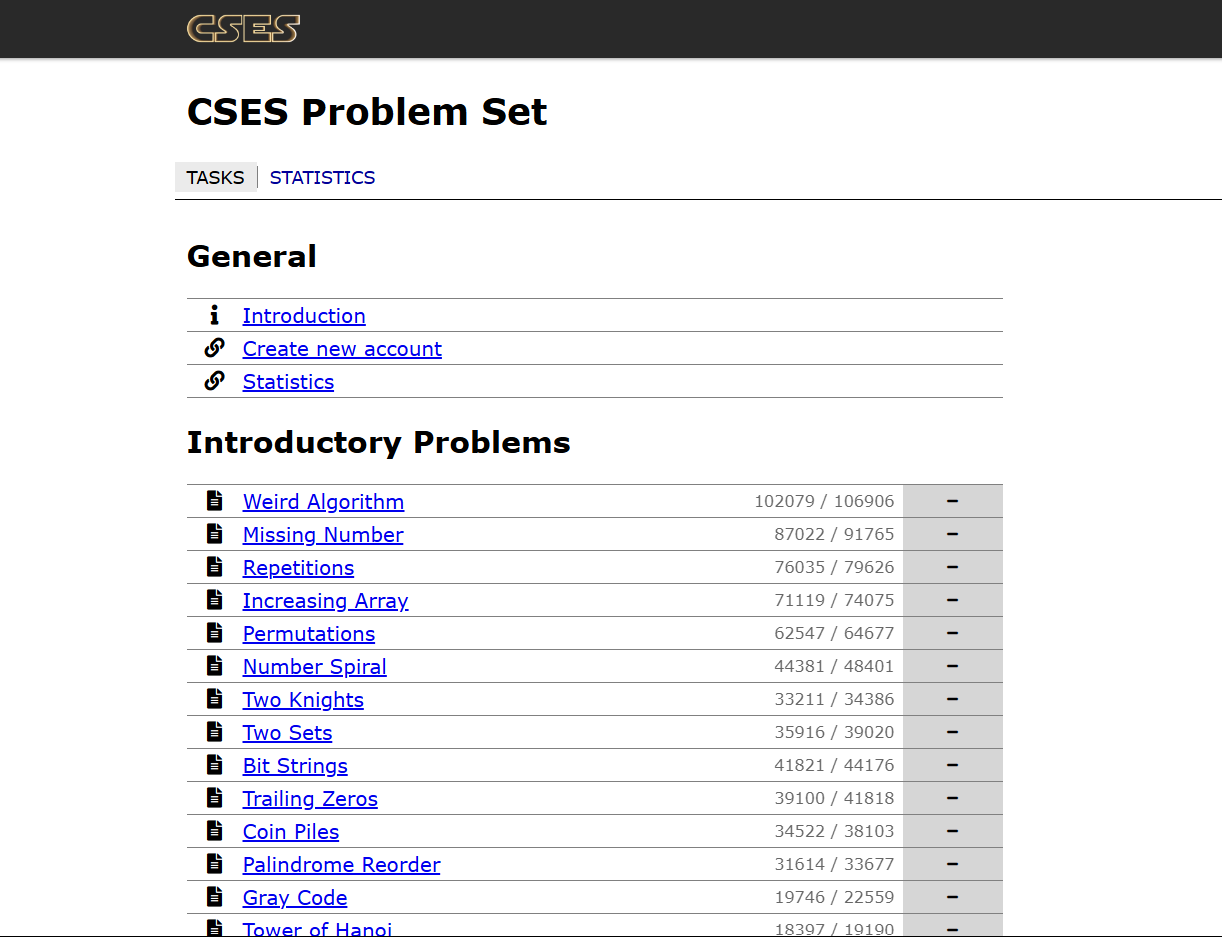 CSES
CSES Problem Set
TASKS STATISTICS
General
Introduction
Create new account
Statistics
Introductory Problems
Weird Algorithm 102079 / 106906 –
Missing Number 87022 / 91765 –
Repetitions 76035 / 79626 –
Increasing Array 71119 / 74075 –
Permutations 62547 / 64677 –
Number Spiral 44381 / 48401 –
Two Knights 33211 / 34386 –
Two Sets 35916 / 39020 –
Bit Strings 41821 / 44176 –
Trailing Zeros 39100 / 41818 –
Coin Piles 34522 / 38103 –
Palindrome Reorder 31614 / 33677 –
Gray Code 19746 / 22559 –
Tower of Hanoi 18397 / 19190 –